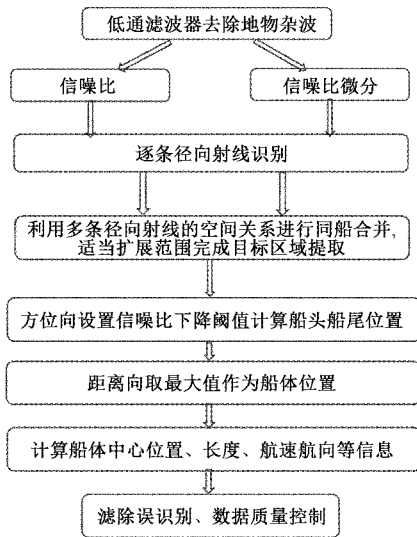 低通滤波器去除地物杂波
信噪比
信噪比微分
逐条径向射线识别
利用多条径向射线的空间关系进行同船合并,
适当扩展范围完成目标区域提取
方位向设置信噪比下降阈值计算船头船尾位置
距离向取最大值作为船体位置
计算船体中心位置、长度、航速航向等信息
滤除误识别、数据质量控制